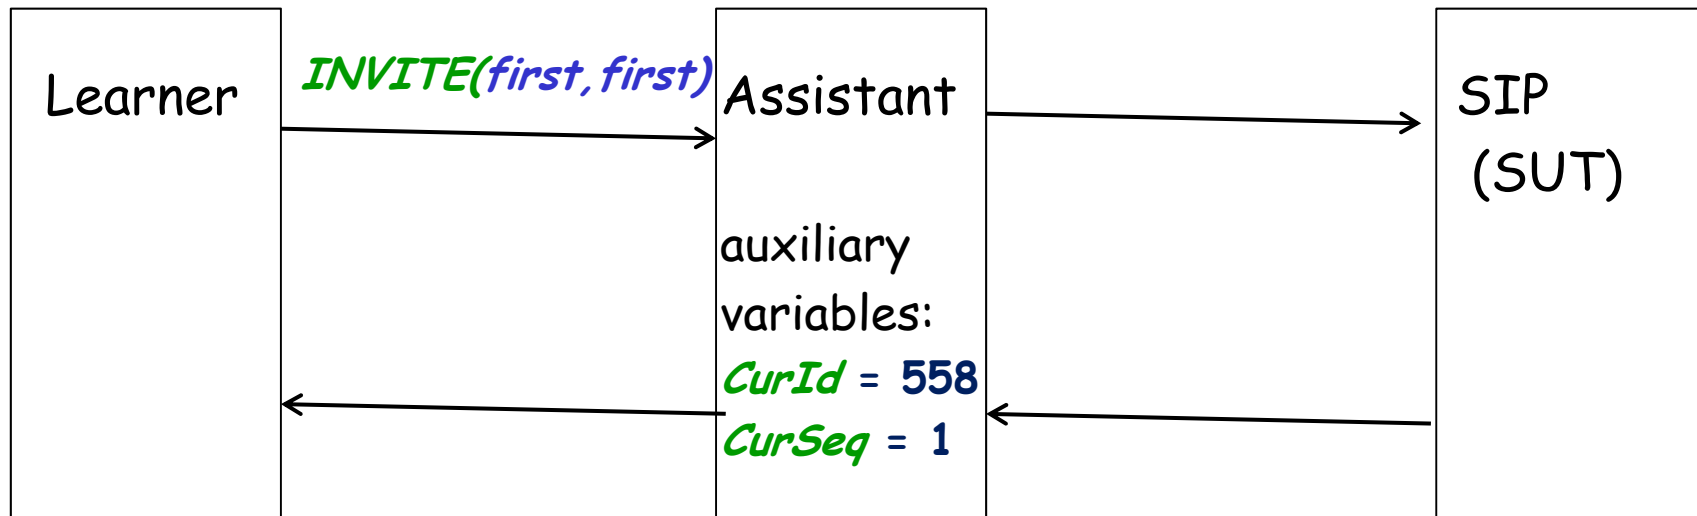 Learner
INVITE(first, first)
Assistant
auxiliary
variables:
CurId = 558
CurSeq = 1
SIP
(SUT)